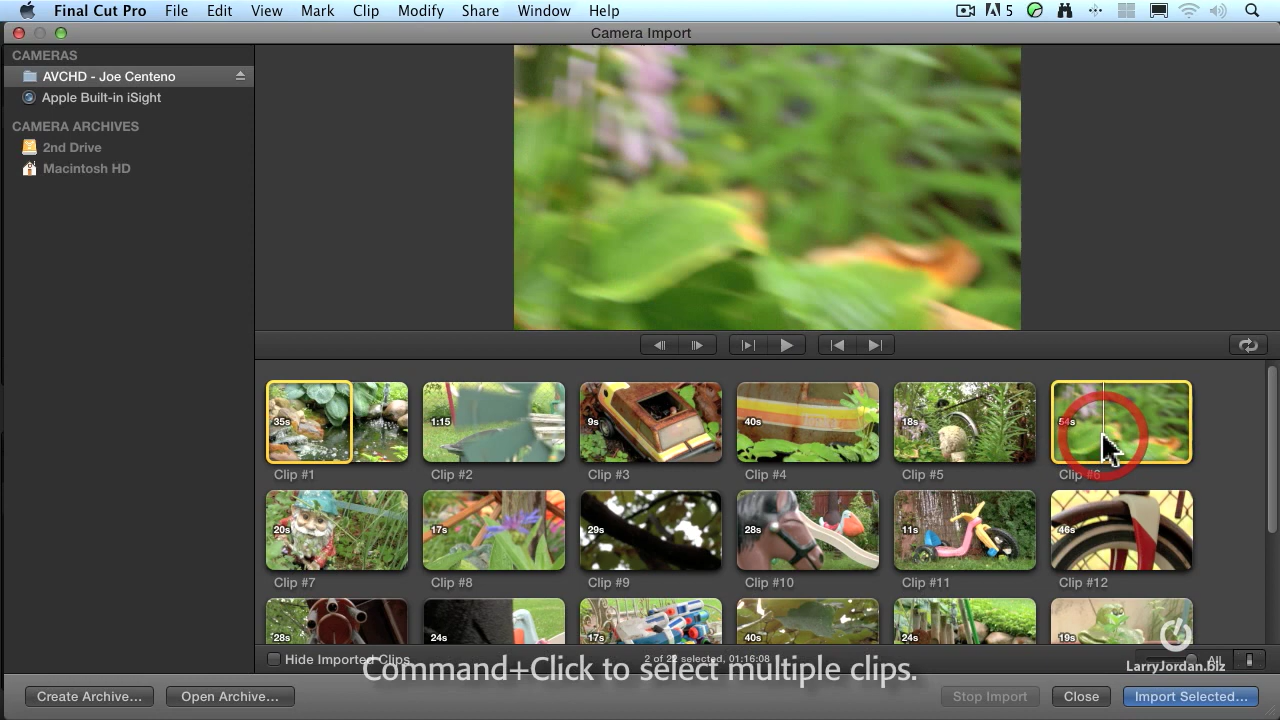 Final Cut Pro File Edit View Mark Clip Modify Share Window Help 5
Camera Import
CAMERAS
AVCHD - Joe Centeno
Apple Built-in iSight
CAMERA ARCHIVES
2nd Drive
Macintosh HD
35s 1:15 9s 40s 18s 54s
Clip #1 Clip #2 Clip #3 Clip #4 Clip #5 Clip #6
20s 17s 29s 28s 11s 46s
Clip #7 Clip #8 Clip #9 Clip #10 Clip #11 Clip #12
28s 24s 17s 40s 24s 19s
Hide Imported Clips 2 of 22 selected, 01:16:08 All
Command+Click to select multiple clips.
LarryJordan.biz
Create Archive... Open Archive... Stop Import Close Import Selected...